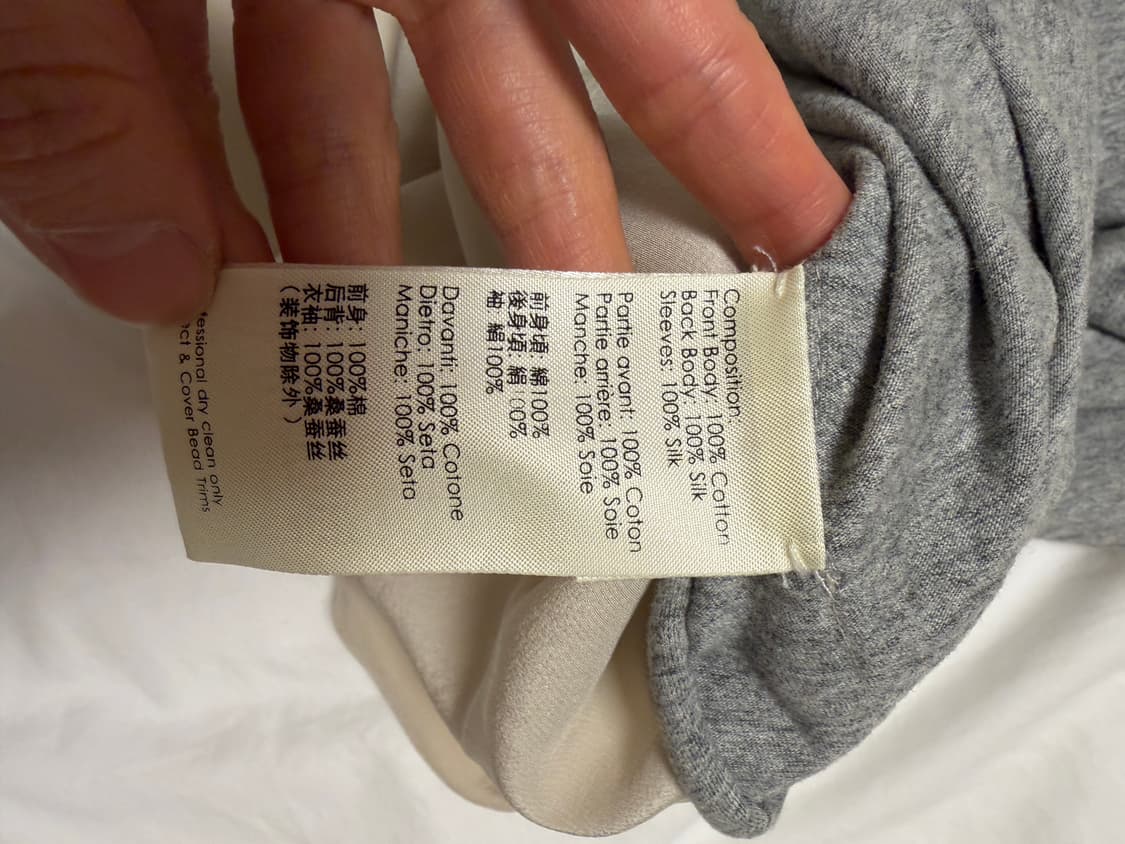 Composition:
Front Body: 100% Cotton
Back Body: 100% Silk
Sleeves: 100% Silk
Partie avant: 100% Coton
Partie arrière: 100% Soie
Manche: 100% Soie
前身頃 綿100%
後身頃 絹100%
袖 絹100%
Davanti: 100% Cotone
Dietro: 100% Seta
Maniche: 100% Seta
前身: 100%棉
后背: 100%桑蚕丝
衣袖: 100%桑蚕丝
(装饰物除外)
dry clean only
& Cover Bead Trims